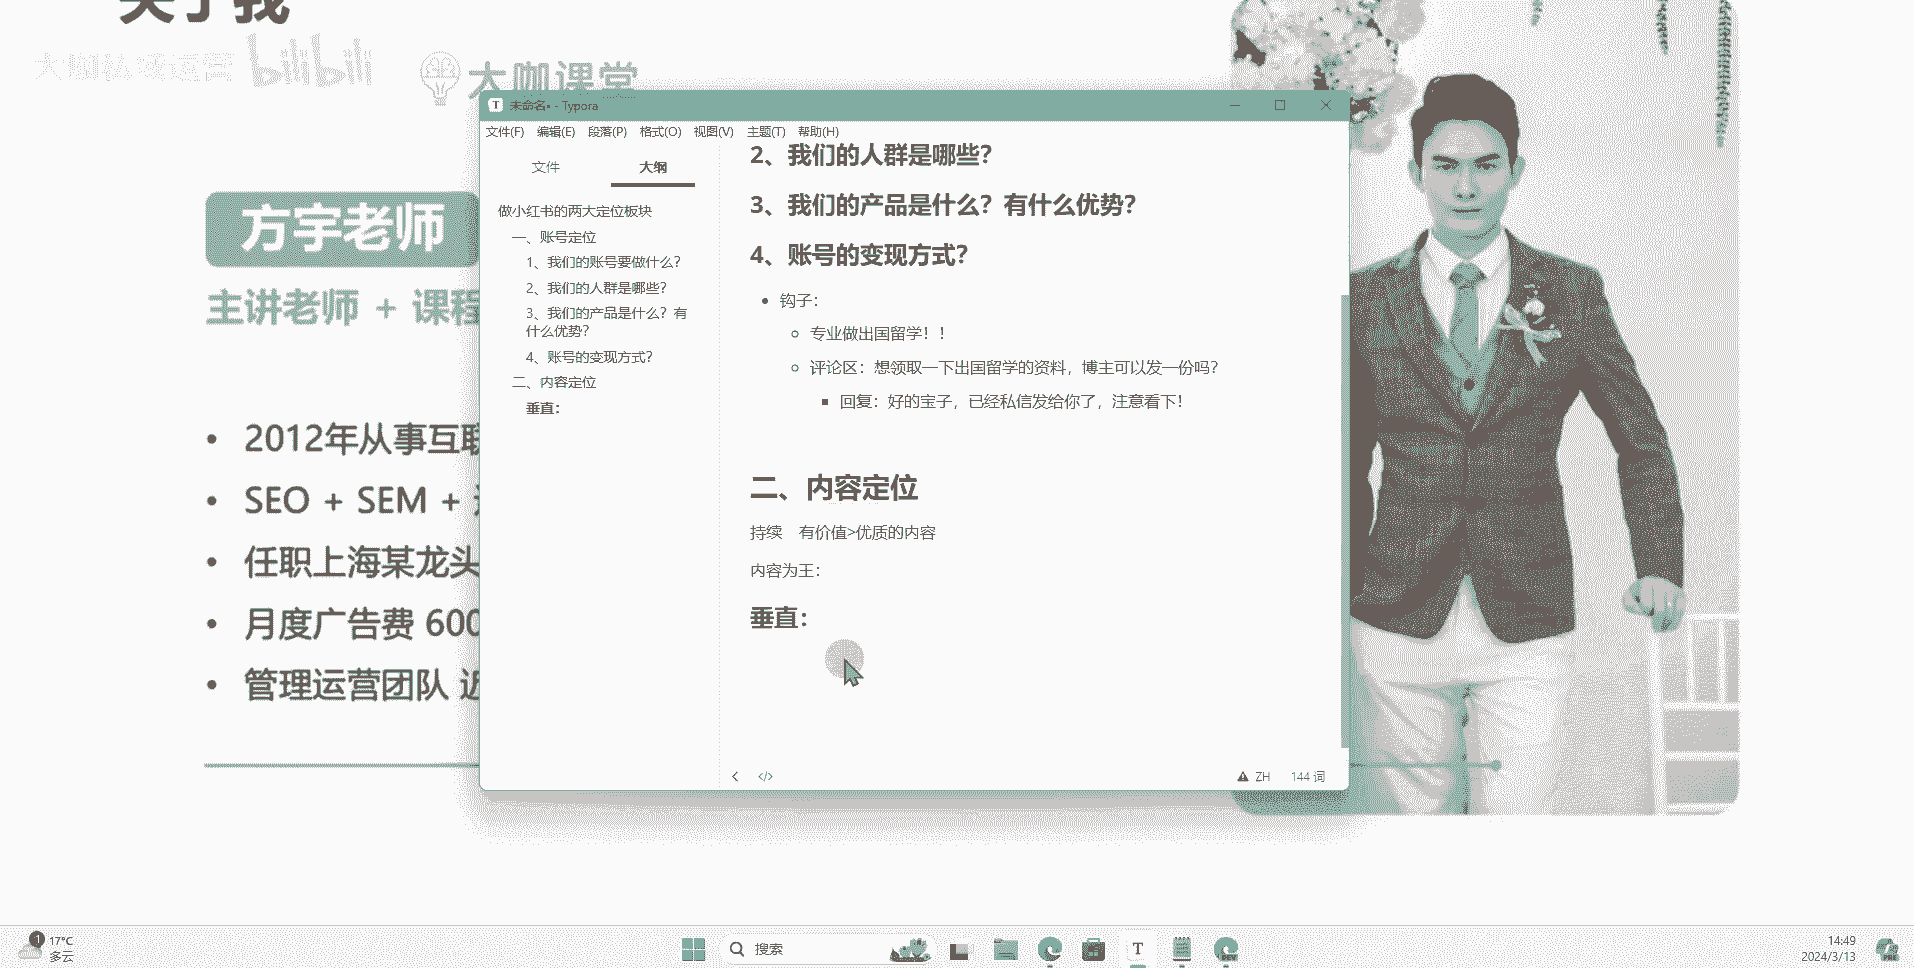 关于我
大咖私域运营 bilibili
大咖课堂
方宇老师
主讲老师 + 课程
2012年从事互联
SEO + SEM +
任职上海某龙头
月度广告费 600
管理运营团队 近
T 未命名• - Typora
文件(F) 编辑(E) 段落(P) 格式(O) 视图(V) 主题(T) 帮助(H)
文件 大纲
做小红书的两大定位板块
一、账号定位
1、我们的账号要做什么？
2、我们的人群是哪些？
3、我们的产品是什么？有
什么优势？
4、账号的变现方式？
二、内容定位
垂直：
2、我们的人群是哪些？
3、我们的产品是什么？有什么优势？
4、账号的变现方式？
钩子：
专业做出国留学！！
评论区：想领取一下出国留学的资料，博主可以发一份吗？
回复：好的宝子，已经私信发给你了，注意看下！
二、内容定位
持续 有价值>优质的内容
内容为王：
垂直：
</> ZH 144 词
1 17°C
多云
搜索
T
DEV
14:49
2024/3/13
PRE